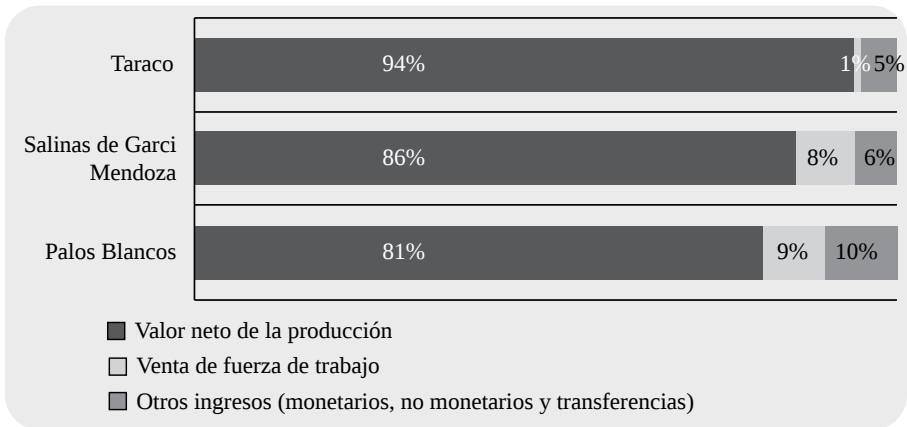 Taraco
94%
1%
5%
Salinas de Garci
Mendoza
86%
8%
6%
Palos Blancos
81%
9%
10%
Valor neto de la producción
Venta de fuerza de trabajo
Otros ingresos (monetarios, no monetarios y transferencias)